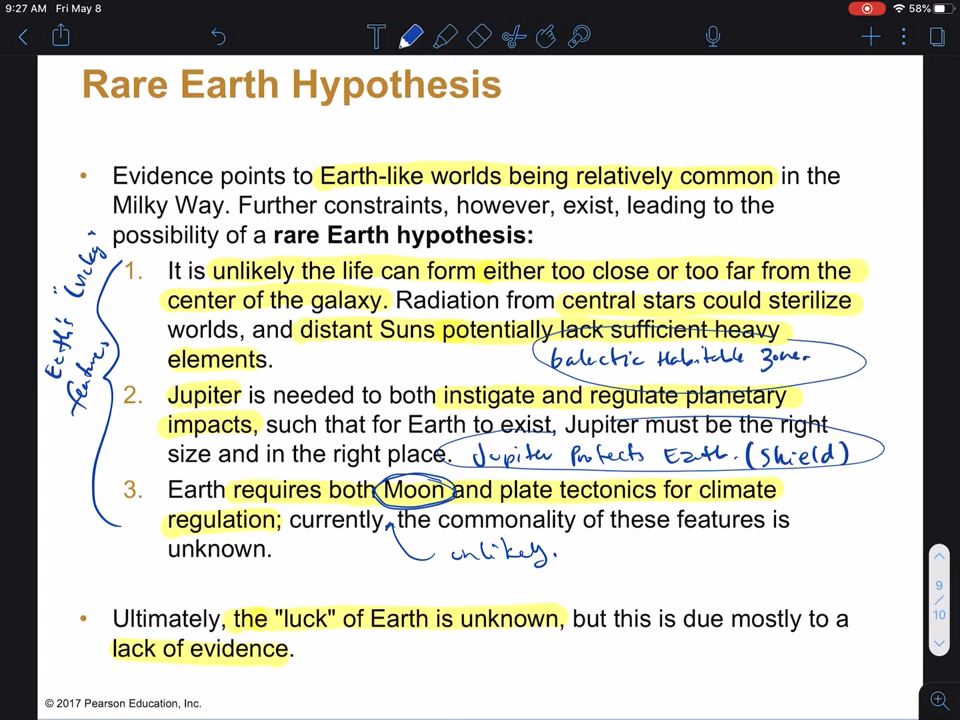 9:27 AM Fri May 8
58%
Rare Earth Hypothesis
• Evidence points to Earth-like worlds being relatively common in the
Milky Way. Further constraints, however, exist, leading to the
possibility of a rare Earth hypothesis:
Earth's "lucky"
features
1. It is unlikely the life can form either too close or too far from the
center of the galaxy. Radiation from central stars could sterilize
worlds, and distant Suns potentially lack sufficient heavy
elements.
Galactic Habitable Zone.
2. Jupiter is needed to both instigate and regulate planetary
impacts, such that for Earth to exist, Jupiter must be the right
size and in the right place.
Jupiter Protects Earth. (Shield)
3. Earth requires both Moon and plate tectonics for climate
regulation; currently, the commonality of these features is
unknown.
unlikely.
• Ultimately, the "luck" of Earth is unknown, but this is due mostly to a
lack of evidence.
9
10
© 2017 Pearson Education, Inc.